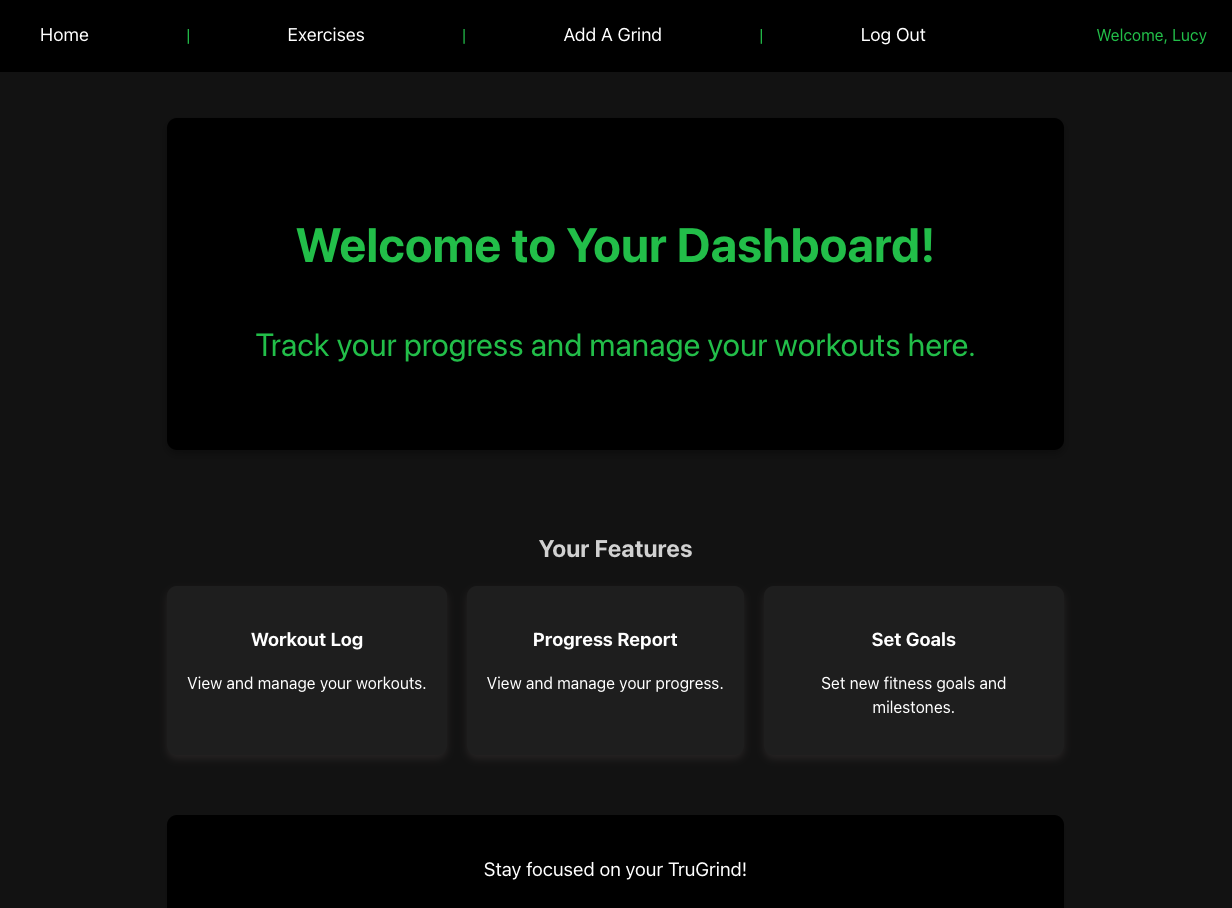 Home | Exercises | Add A Grind | Log Out Welcome, Lucy
Welcome to Your Dashboard!
Track your progress and manage your workouts here.
Your Features
Workout Log
View and manage your workouts.
Progress Report
View and manage your progress.
Set Goals
Set new fitness goals and
milestones.
Stay focused on your TruGrind!